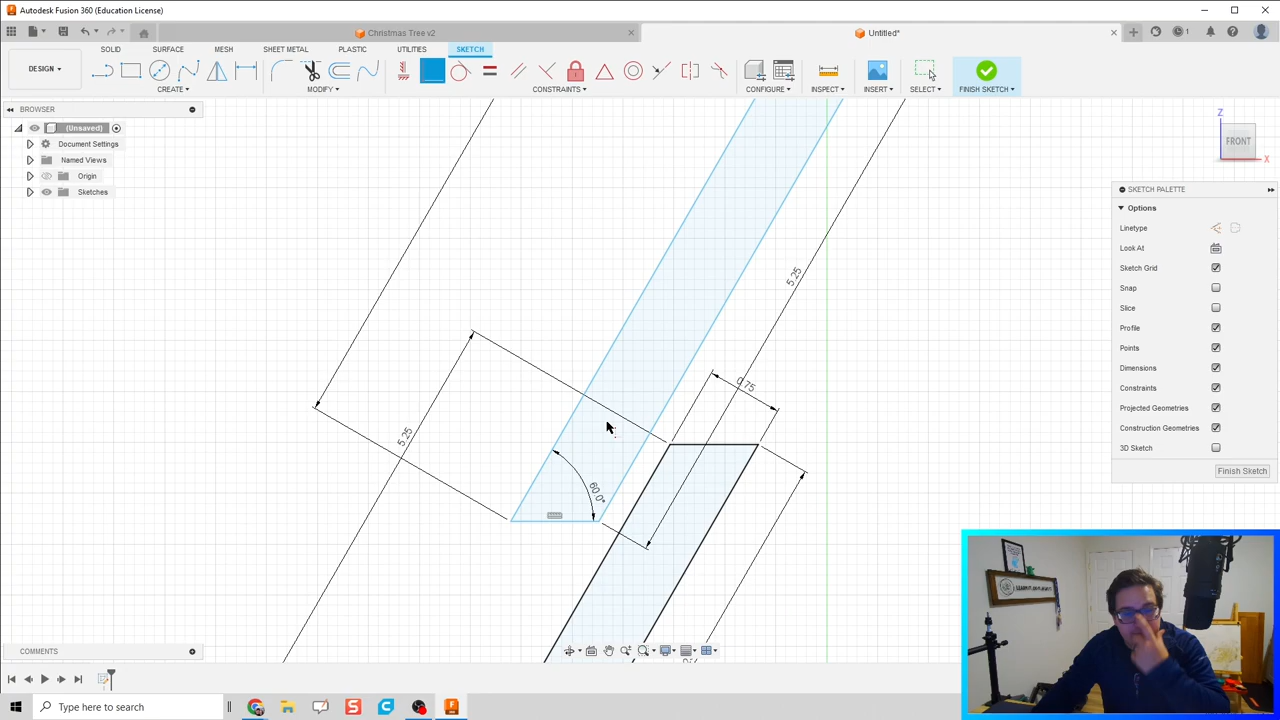 Autodesk Fusion 360 (Education License)
Christmas Tree v2
Untitled*
1
DESIGN
SOLID
SURFACE
MESH
SHEET METAL
PLASTIC
UTILITIES
SKETCH
CREATE
MODIFY
CONSTRAINTS
CONFIGURE
INSPECT
INSERT
SELECT
FINISH SKETCH
BROWSER
(Unsaved)
Document Settings
Named Views
Origin
Sketches
Z
FRONT
X
SKETCH PALETTE
Options
Linetype
Look At
Sketch Grid
Snap
Slice
Profile
Points
Dimensions
Constraints
Projected Geometries
Construction Geometries
3D Sketch
Finish Sketch
5.25
0.75
5.25
60.0°
COMMENTS
Type here to search